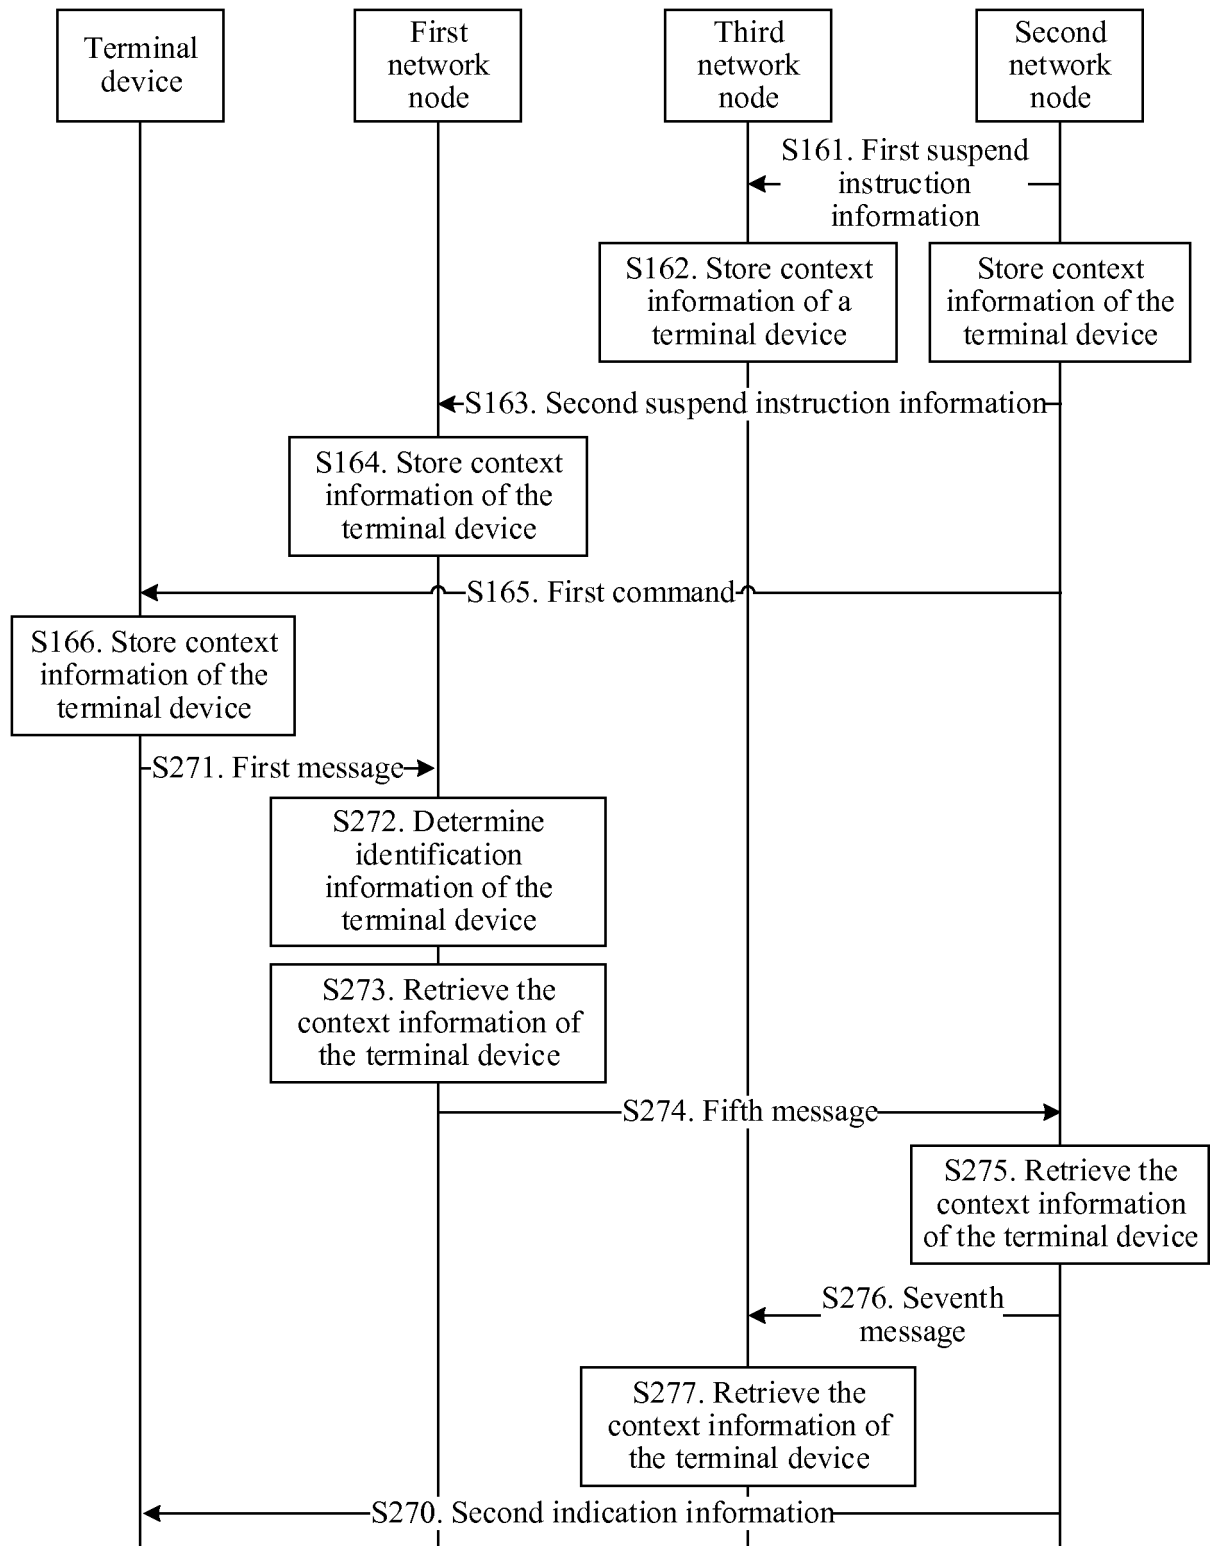 Terminal
device
First
network
node
Third
network
node
Second
network
node
S161. First suspend
instruction
information
S162. Store context
information of a
terminal device
Store context
information of the
terminal device
S163. Second suspend instruction information
S164. Store context
information of the
terminal device
S165. First command
S166. Store context
information of the
terminal device
S271. First message
S272. Determine
identification
information of the
terminal device
S273. Retrieve the
context information of
the terminal device
S274. Fifth message
S275. Retrieve the
context information
of the terminal device
S276. Seventh
message
S277. Retrieve the
context information of
the terminal device
S270. Second indication information